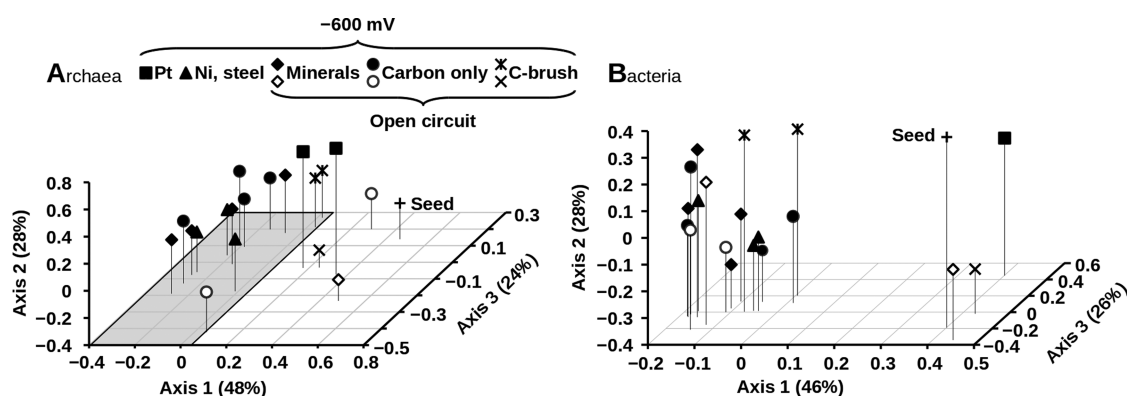 −600 mV
Archaea
Pt
Ni, steel
Minerals
Carbon only
C-brush
Bacteria
Open circuit
Seed
0.8
0.6
0.4
0.2
0
−0.2
−0.4
Axis 2 (28%)
−0.4
−0.2
0
0.2
0.4
0.6
0.8
Axis 1 (48%)
0.3
0.1
−0.1
−0.3
−0.5
Axis 3 (24%)
Seed
0.4
0.3
0.2
0.1
0
−0.1
−0.2
−0.3
−0.4
Axis 2 (28%)
−0.2
−0.1
0
0.1
0.2
0.3
0.4
0.5
Axis 1 (46%)
0.6
0.4
0.2
0
−0.2
−0.4
Axis 3 (26%)